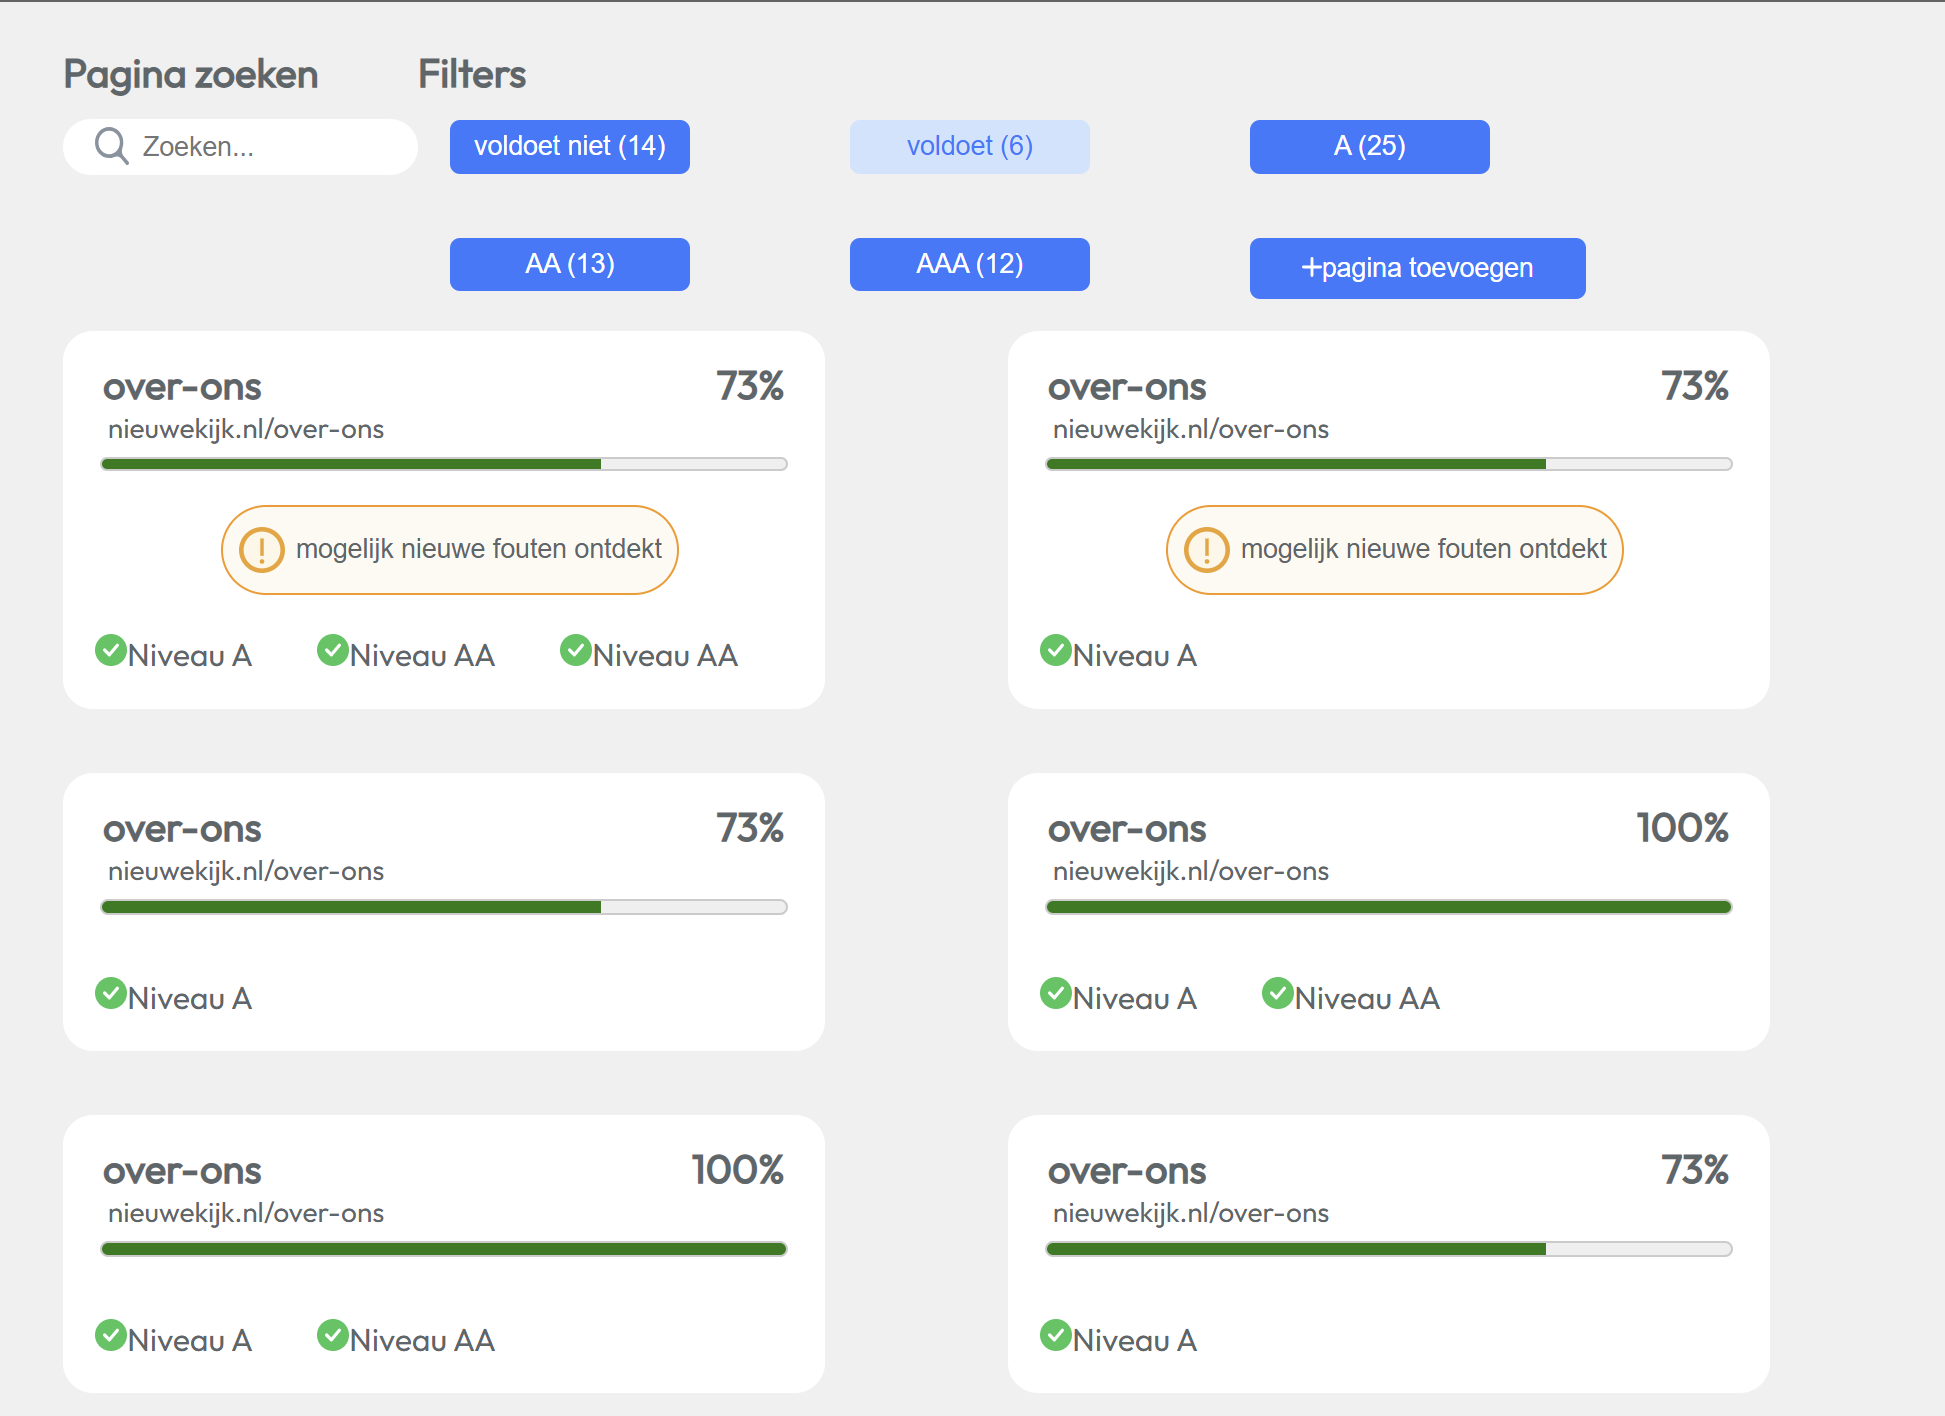 Pagina zoeken
Filters
Zoeken...
voldoet niet (14)
voldoet (6)
A (25)
AA (13)
AAA (12)
+pagina toevoegen
over-ons
73%
nieuwekijk.nl/over-ons
mogelijk nieuwe fouten ontdekt
Niveau A
Niveau AA
Niveau AA
over-ons
73%
nieuwekijk.nl/over-ons
mogelijk nieuwe fouten ontdekt
Niveau A
over-ons
73%
nieuwekijk.nl/over-ons
Niveau A
over-ons
100%
nieuwekijk.nl/over-ons
Niveau A
Niveau AA
over-ons
100%
nieuwekijk.nl/over-ons
Niveau A
Niveau AA
over-ons
73%
nieuwekijk.nl/over-ons
Niveau A